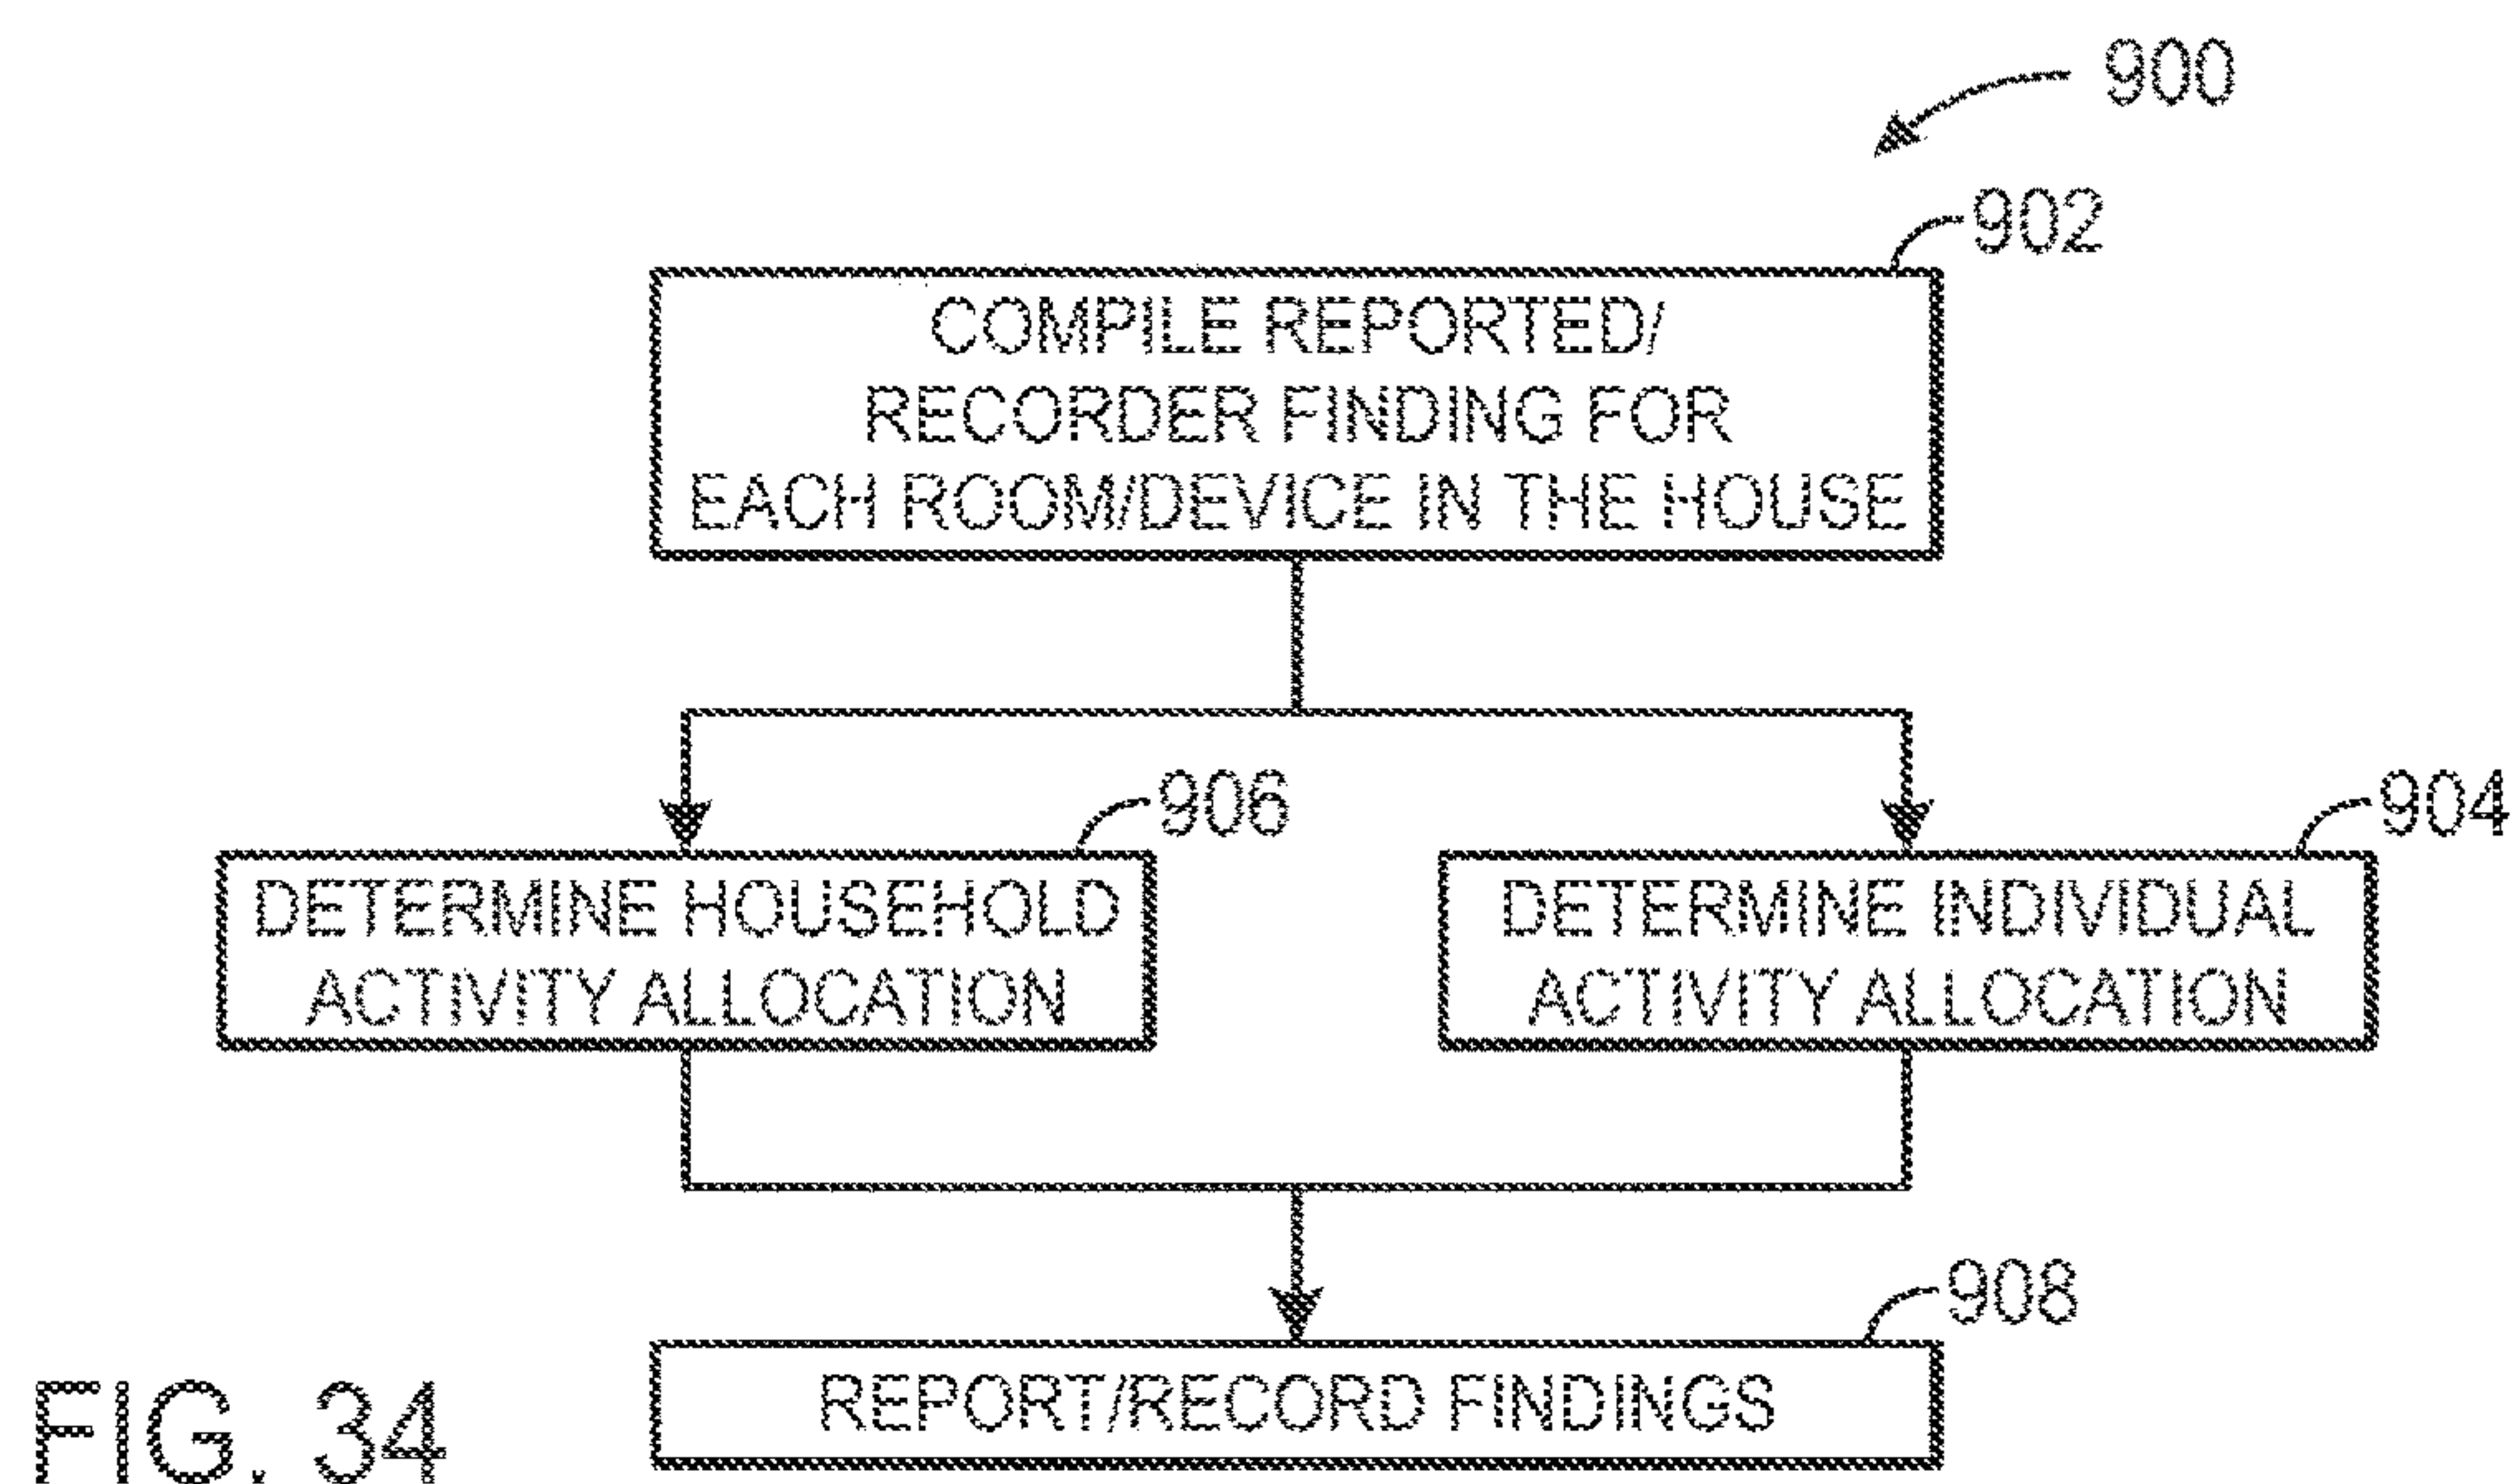 900
902
COMPILE REPORTED/
RECORDER FINDING FOR
EACH ROOM/DEVICE IN THE HOUSE
906
DETERMINE HOUSEHOLD
ACTIVITY ALLOCATION
904
DETERMINE INDIVIDUAL
ACTIVITY ALLOCATION
908
REPORT/RECORD FINDINGS
FIG. 34